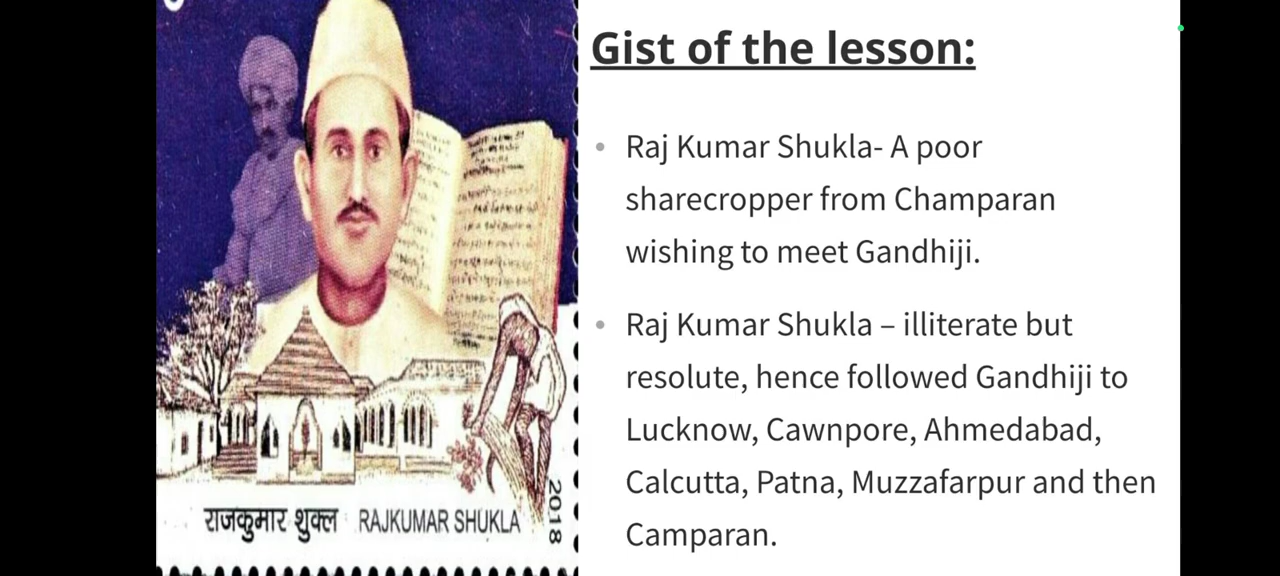 राजकुमार शुक्ल RAJKUMAR SHUKLA
2018
Gist of the lesson:
• Raj Kumar Shukla- A poor
sharecropper from Champaran
wishing to meet Gandhiji.
• Raj Kumar Shukla – illiterate but
resolute, hence followed Gandhiji to
Lucknow, Cawnpore, Ahmedabad,
Calcutta, Patna, Muzzafarpur and then
Camparan.